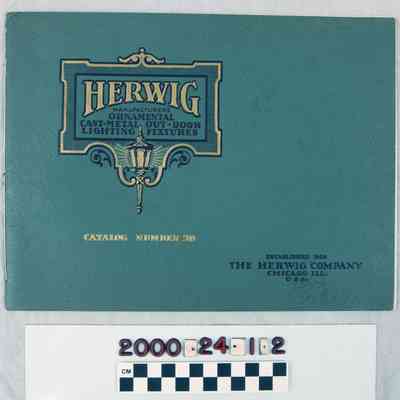 HERWIG
MANUFACTURERS
ORNAMENTAL
CAST-METAL OUT-DOOR
LIGHTING FIXTURES
CATALOG NUMBER
ESTABLISHED
THE HERWIG COMPANY
CHICAGO ILL.
U.S.A.
2000·24·1·2
CM